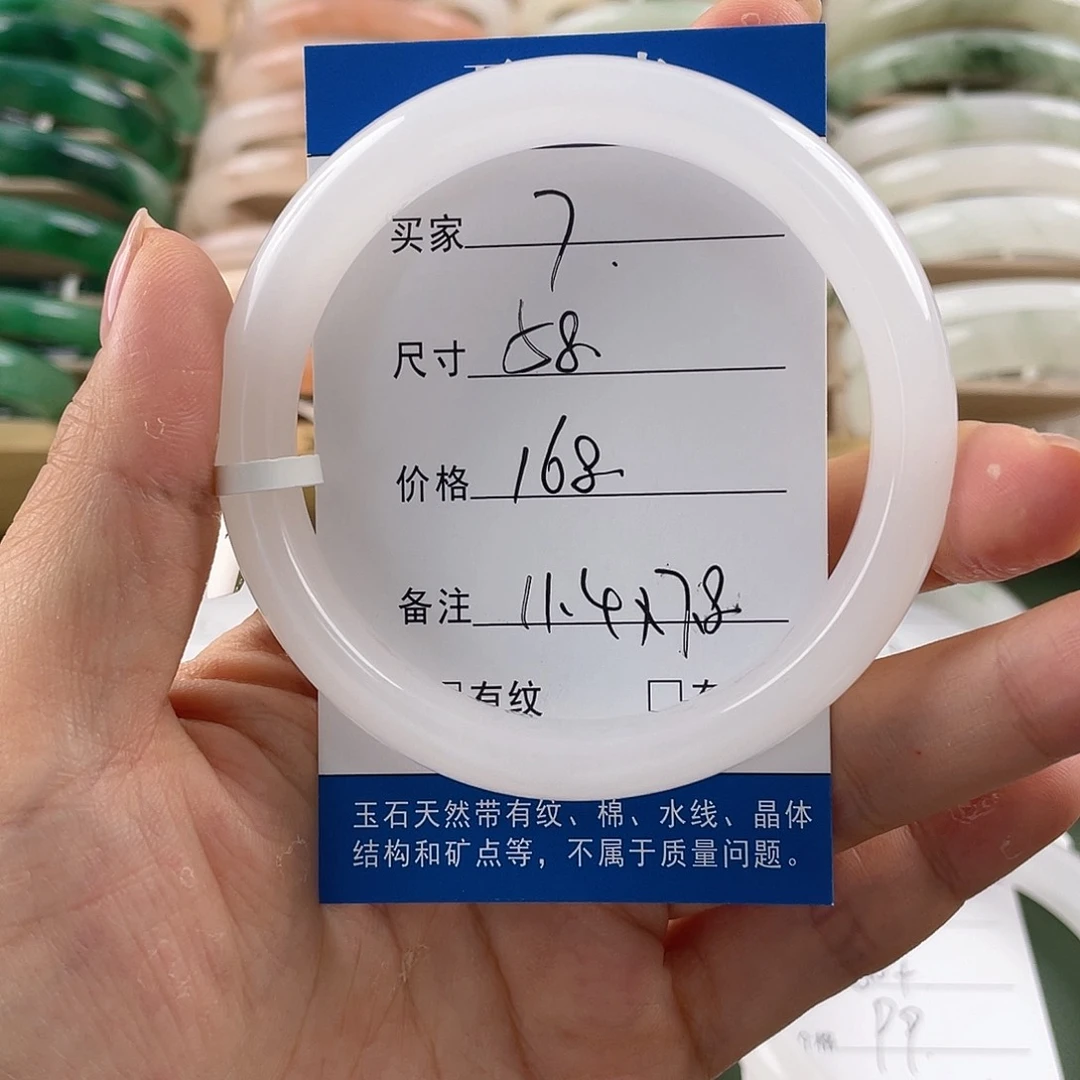 买家 7.
尺寸 58
价格 168
备注 11.4x7.8
有纹
玉石天然带有纹、棉、水线、晶体
结构和矿点等，不属于质量问题。
99.